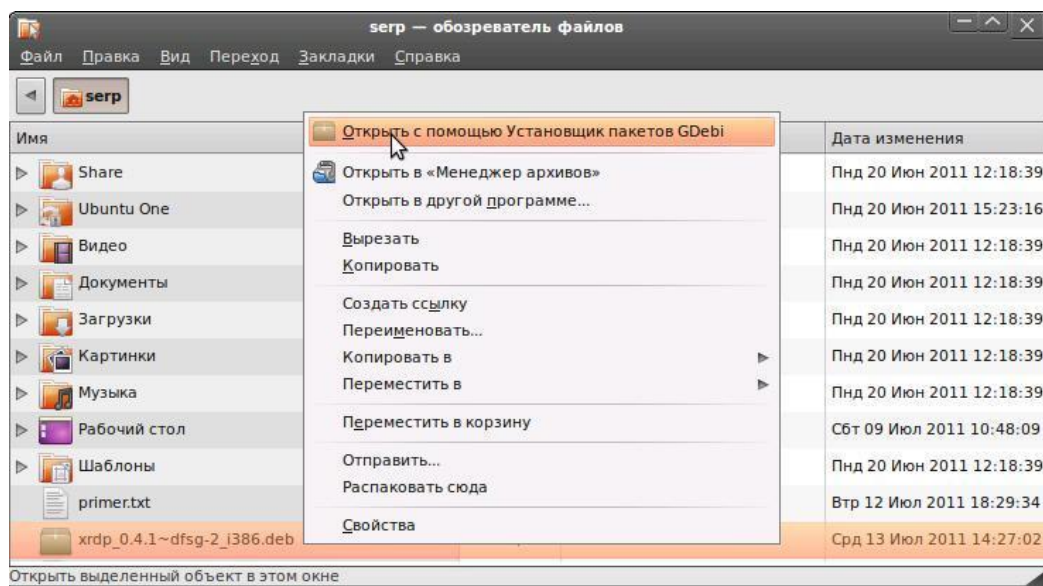 serp — обозреватель файлов
Файл Правка Вид Переход Закладки Справка
serp
Имя
Дата изменения
Открыть с помощью Установщик пакетов GDebi
Share
Открыть в «Менеджер архивов»
Пнд 20 Июн 2011 12:18:39
Открыть в другой программе...
Ubuntu One
Пнд 20 Июн 2011 15:23:16
Вырезать
Видео
Пнд 20 Июн 2011 12:18:39
Копировать
Документы
Пнд 20 Июн 2011 12:18:39
Создать ссылку
Загрузки
Пнд 20 Июн 2011 12:18:39
Переименовать...
Картинки
Копировать в
Пнд 20 Июн 2011 12:18:39
Переместить в
Музыка
Пнд 20 Июн 2011 12:18:39
Переместить в корзину
Рабочий стол
Сбт 09 Июл 2011 10:48:09
Отправить...
Шаблоны
Пнд 20 Июн 2011 12:18:39
Распаковать сюда
primer.txt
Втр 12 Июл 2011 18:29:34
Свойства
xrdp_0.4.1~dfsg-2_i386.deb
Срд 13 Июл 2011 14:27:02
Открыть выделенный объект в этом окне